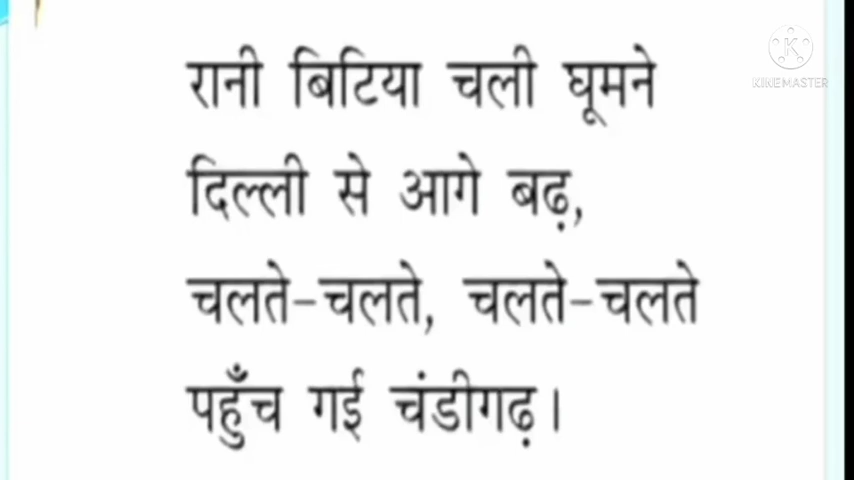 रानी बिटिया चली घूमने
दिल्ली से आगे बढ़,
चलते-चलते, चलते-चलते
पहुँच गई चंडीगढ़।
KINEMASTER